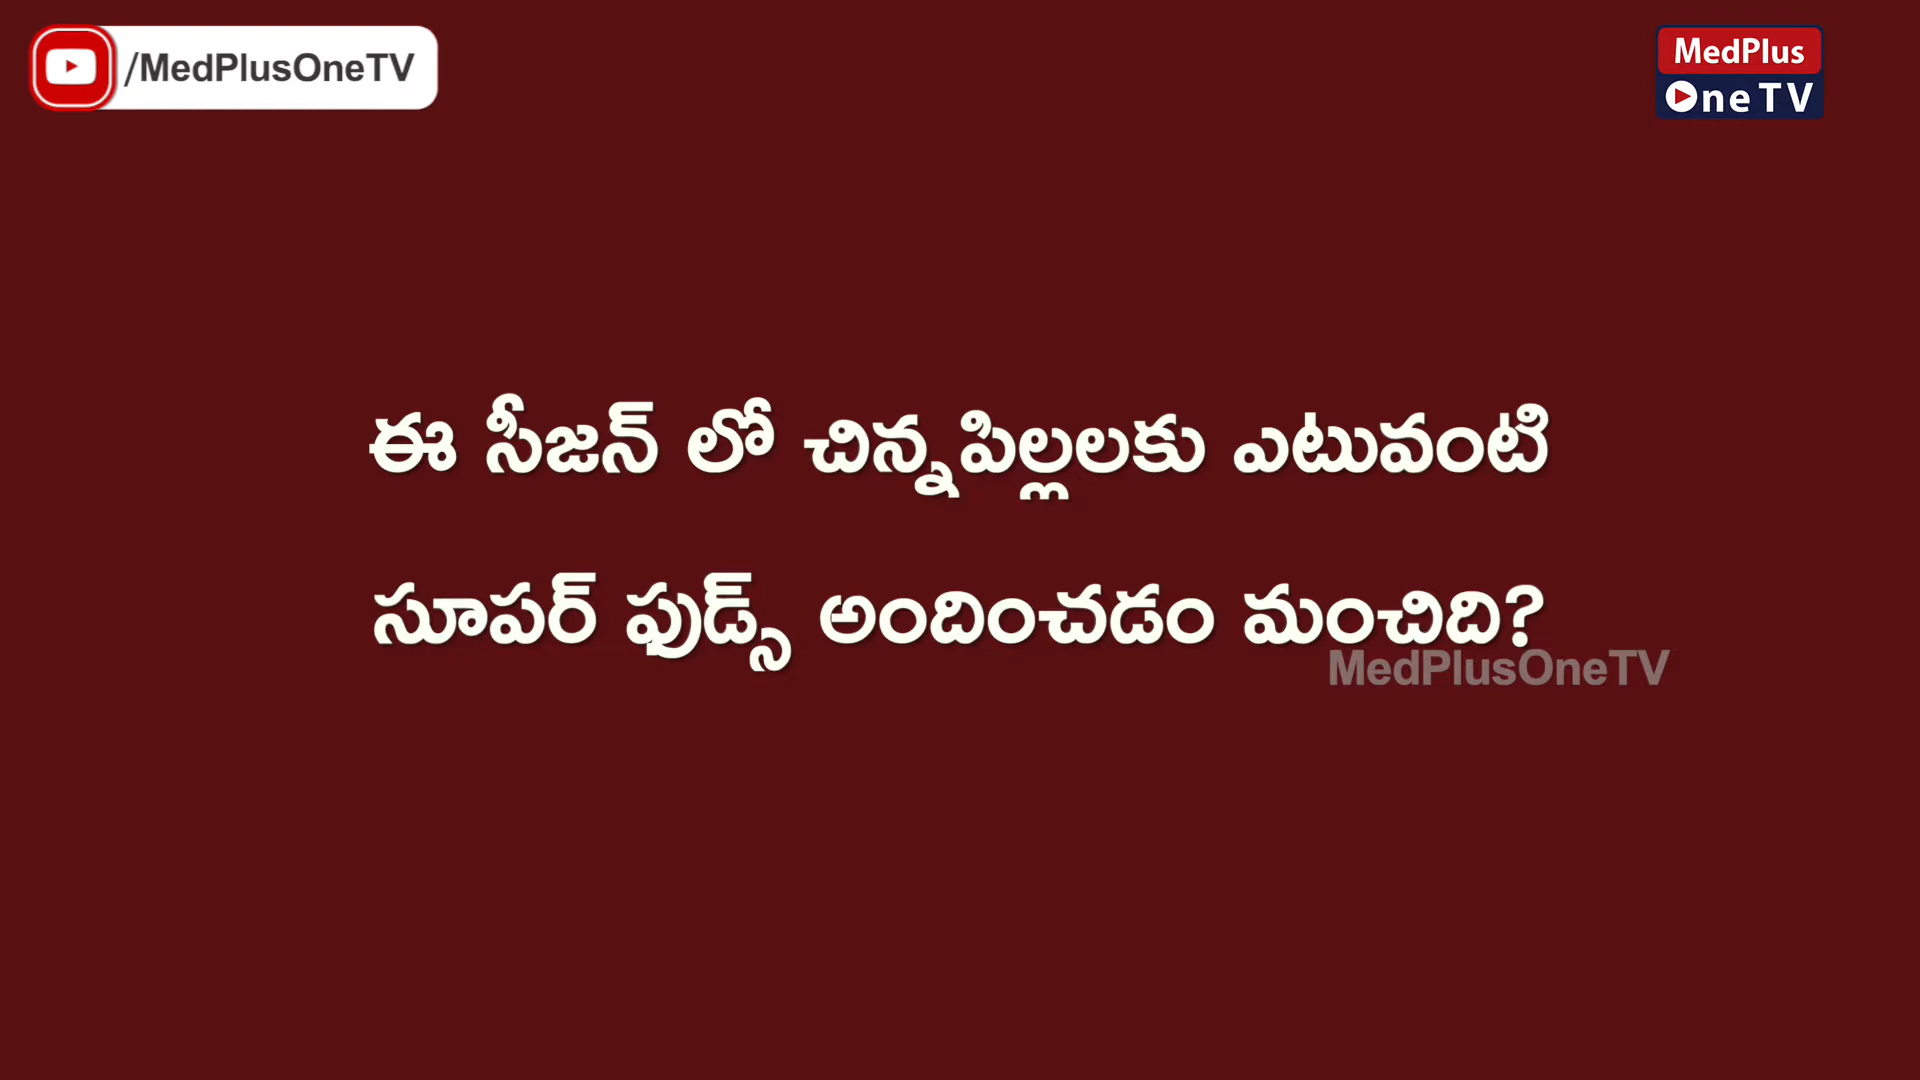 /MedPlusOneTV
MedPlus
OneTV
ఈ సీజన్ లో చిన్నపిల్లలకు ఎటువంటి
సూపర్ ఫుడ్స్ అందించడం మంచిది?
MedPlusOneTV